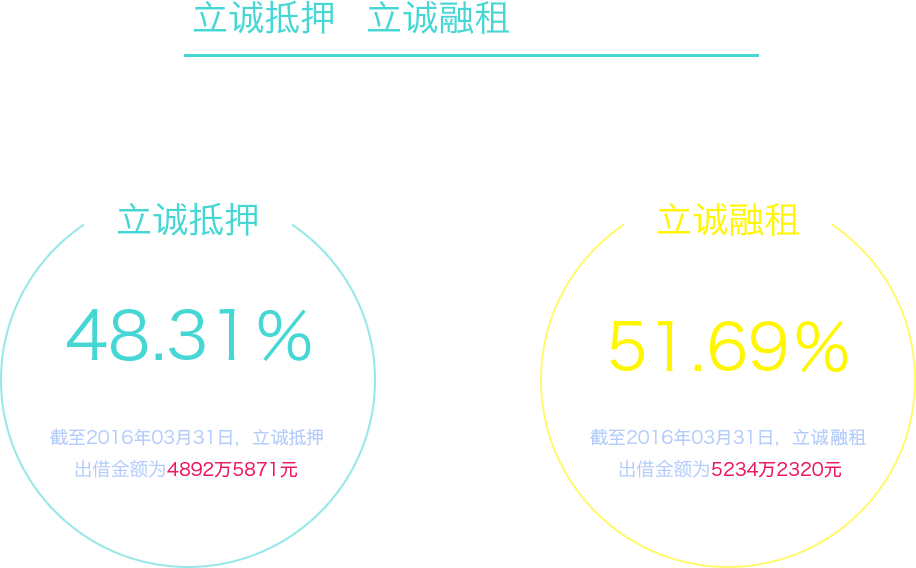 立诚抵押 立诚融租
立诚抵押
48.31%
截至2016年03月31日，立诚抵押
出借金额为4892万5871元
立诚融租
51.69%
截至2016年03月31日，立诚融租
出借金额为5234万2320元